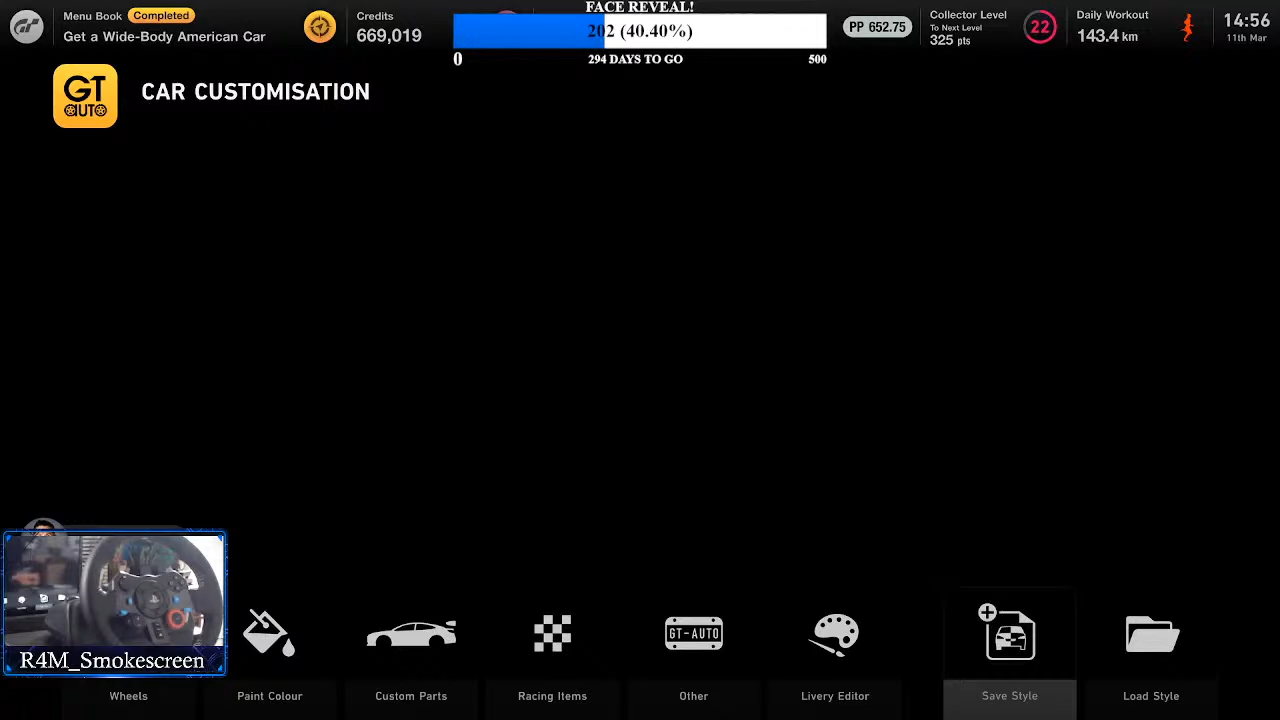 FACE REVEAL!
Menu Book Completed
Get a Wide-Body American Car
Credits
669,019
202 (40.40%)
0
294 DAYS TO GO
500
PP 652.75
Collector Level
To Next Level
325 pts
22
Daily Workout
143.4 km
14:56
11th Mar
GT
AUTO
CAR CUSTOMISATION
GT-AUTO
R4M_Smokescreen
Wheels
Paint Colour
Custom Parts
Racing Items
Other
Livery Editor
Save Style
Load Style